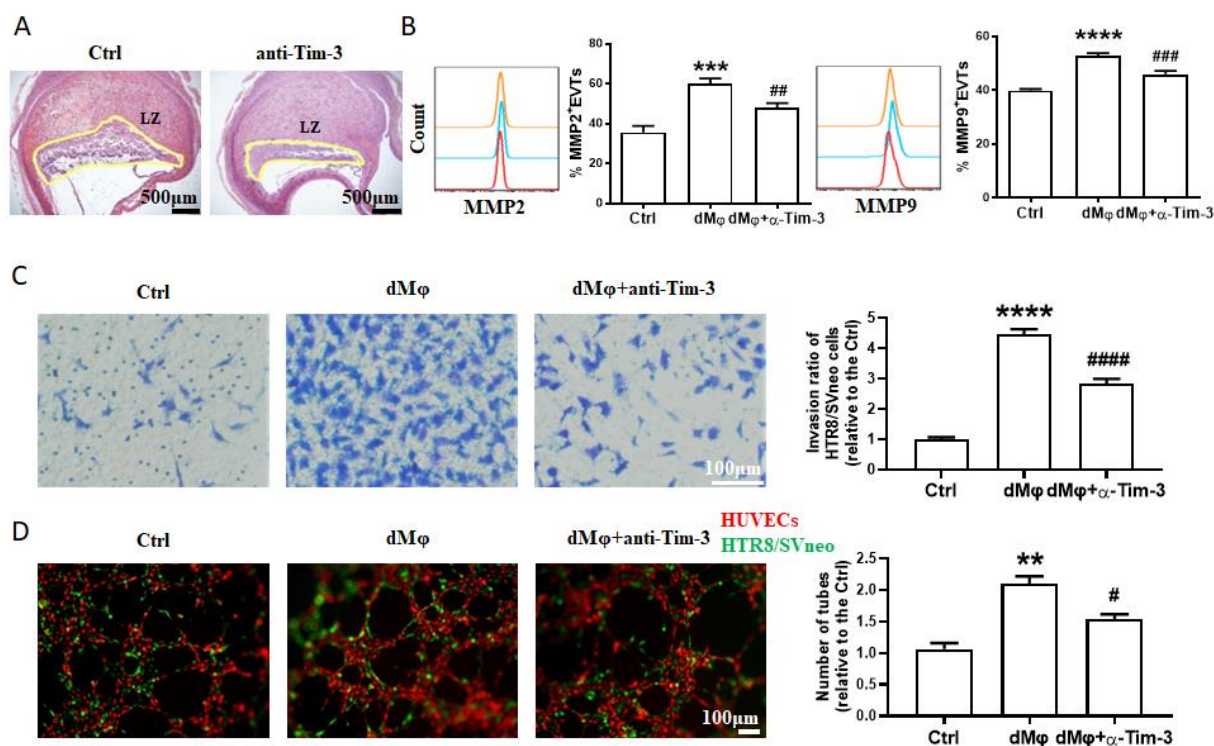 A
Ctrl
anti-Tim-3
LZ
500μm
LZ
500μm
B
Count
MMP2
% MMP2+EVTs
80
60
40
20
0
***
##
Ctrl
dMφ
dMφ+α-Tim-3
MMP9
% MMP9+EVTs
60
40
20
0
****
###
Ctrl
dMφ
dMφ+α-Tim-3
C
Ctrl
dMφ
dMφ+anti-Tim-3
100μm
Invasion ratio of
HTR8/SVneo cells
(relative to the Ctrl)
5
4
3
2
1
0
****
####
Ctrl
dMφ
dMφ+α-Tim-3
D
Ctrl
dMφ
dMφ+anti-Tim-3
HUVECs
HTR8/SVneo
100μm
Number of tubes
(relative to the Ctrl)
2.5
2.0
1.5
1.0
0.5
0.0
**
#
Ctrl
dMφ
dMφ+α-Tim-3